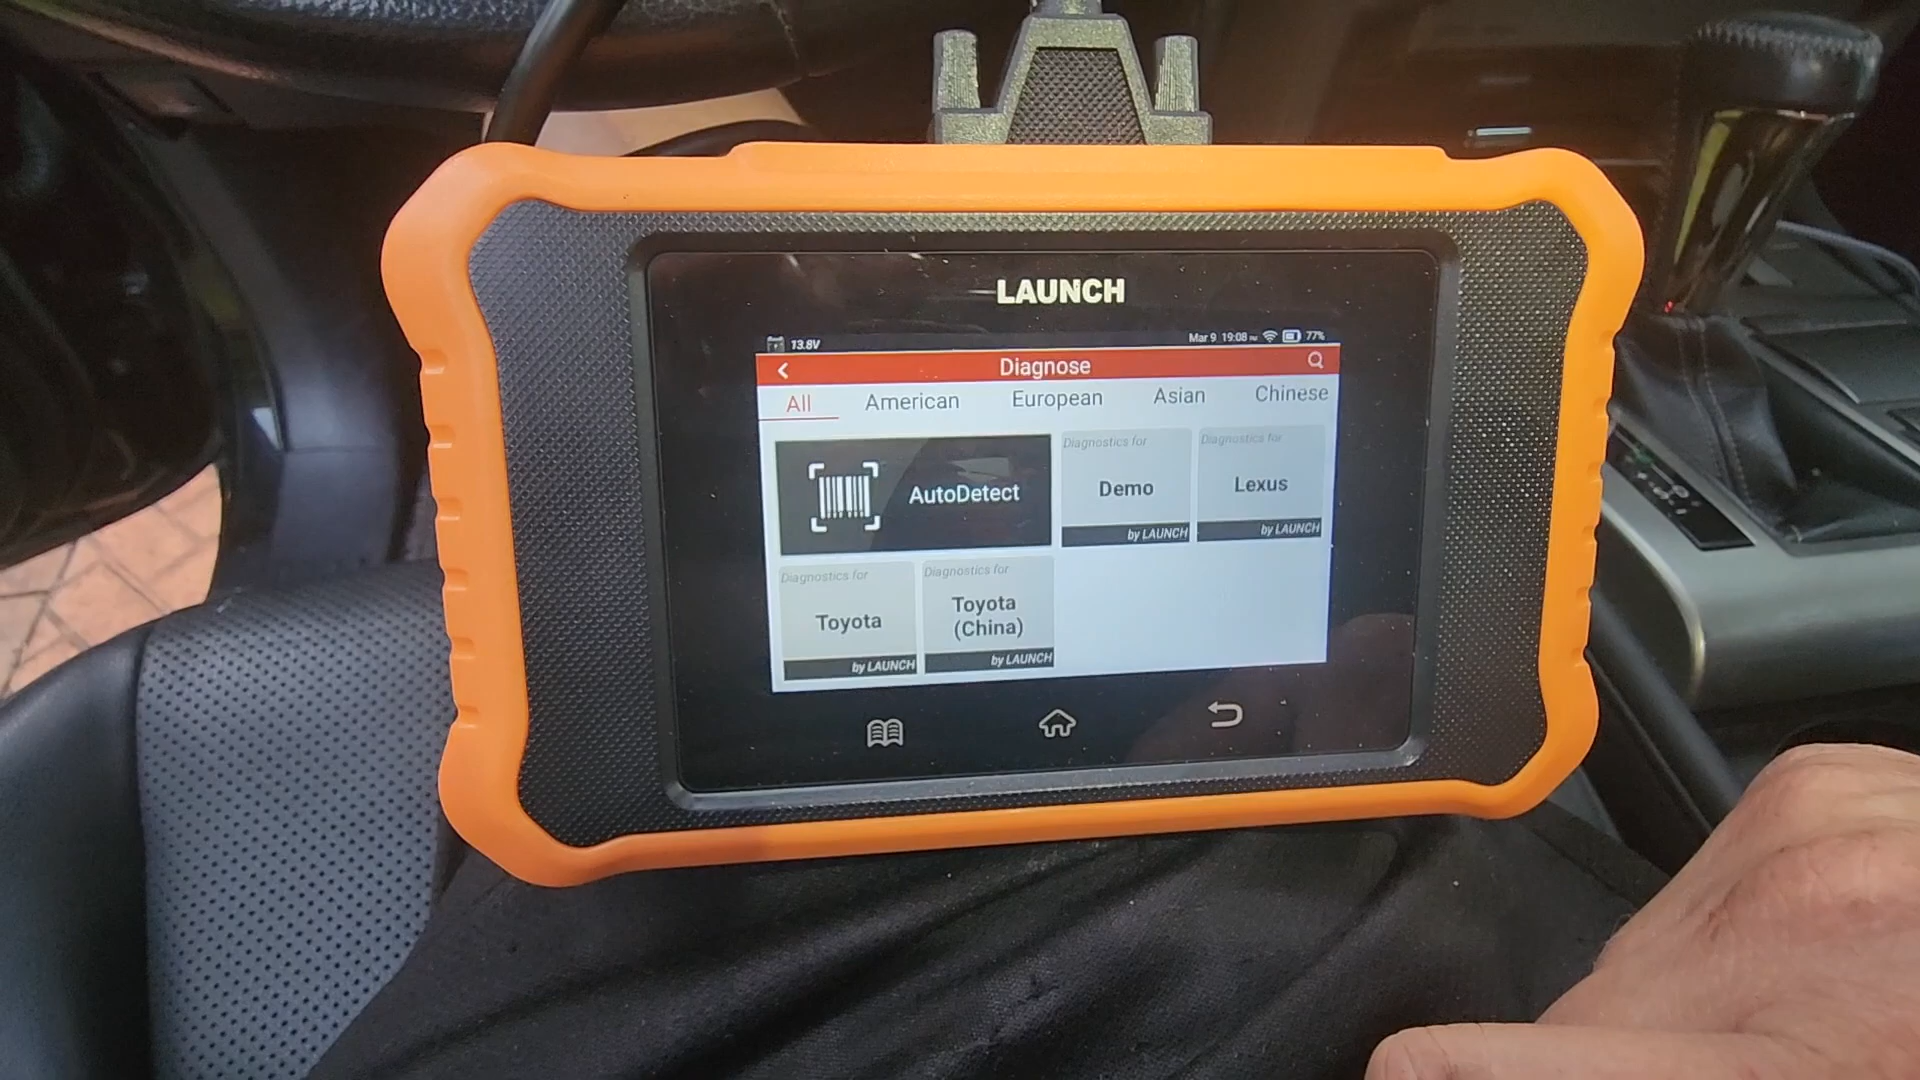 LAUNCH
13.8V
Mar 9 19:08 77%
Diagnose
All American European Asian Chinese
AutoDetect
Diagnostics for
Demo
by LAUNCH
Diagnostics for
Lexus
by LAUNCH
Diagnostics for
Toyota
by LAUNCH
Diagnostics for
Toyota
(China)
by LAUNCH